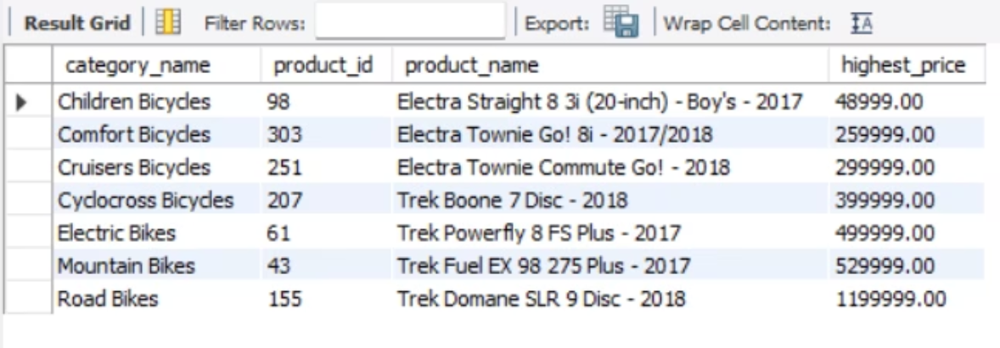 Result Grid Filter Rows: Export: Wrap Cell Content: IA
category_name product_id product_name highest_price
Children Bicycles 98 Electra Straight 8 3i (20-inch) - Boy's - 2017 48999.00
Comfort Bicycles 303 Electra Townie Go! 8i - 2017/2018 259999.00
Cruisers Bicycles 251 Electra Townie Commute Go! - 2018 299999.00
Cyclocross Bicycles 207 Trek Boone 7 Disc - 2018 399999.00
Electric Bikes 61 Trek Powerfly 8 FS Plus - 2017 499999.00
Mountain Bikes 43 Trek Fuel EX 98 275 Plus - 2017 529999.00
Road Bikes 155 Trek Domane SLR 9 Disc - 2018 1199999.00